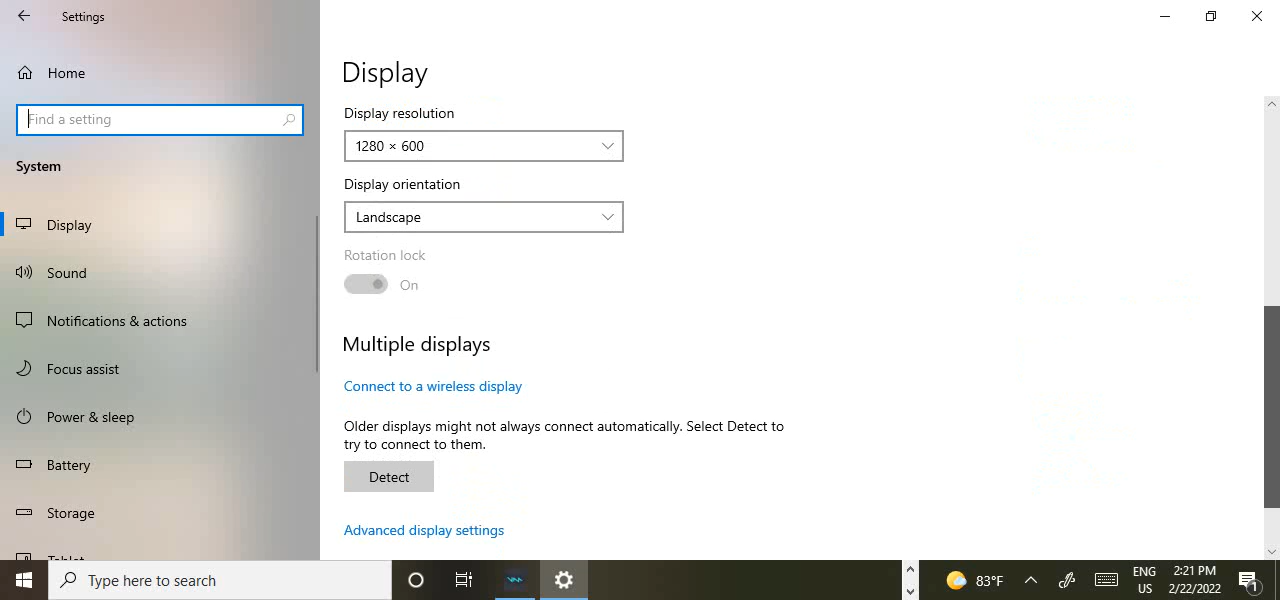 Settings
Home
Find a setting
System
Display
Sound
Notifications & actions
Focus assist
Power & sleep
Battery
Storage
Tablet
Display
Display resolution
1280 × 600
Display orientation
Landscape
Rotation lock
On
Multiple displays
Connect to a wireless display
Older displays might not always connect automatically. Select Detect to
try to connect to them.
Detect
Advanced display settings
Type here to search
83°F
ENG
US
2:21 PM
2/22/2022
1